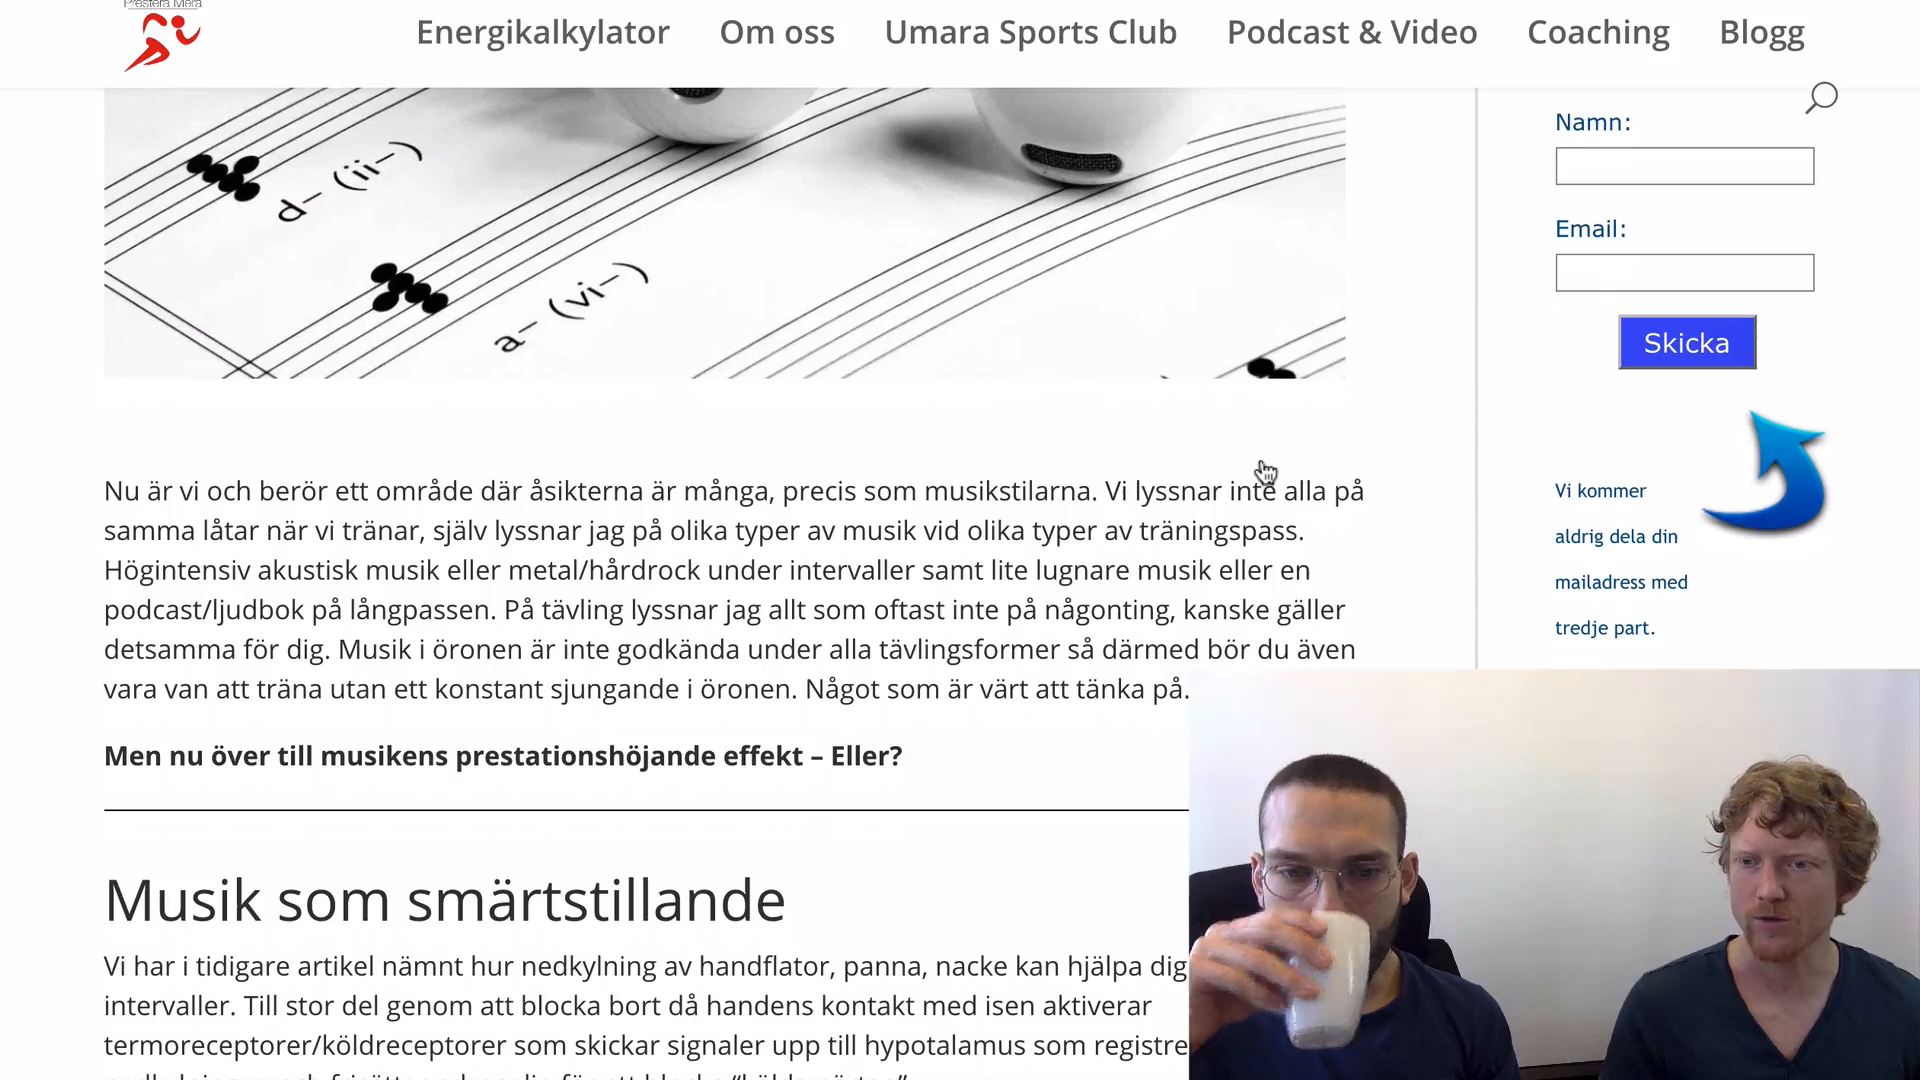 Prestera Mera
Energikalkylator Om oss Umara Sports Club Podcast & Video Coaching Blogg
d– (ii–)
a– (vi–)
Namn:
Email:
Skicka
Vi kommer
aldrig dela din
mailadress med
tredje part.
Nu är vi och berör ett område där åsikterna är många, precis som musikstilarna. Vi lyssnar inte alla på
samma låtar när vi tränar, själv lyssnar jag på olika typer av musik vid olika typer av träningspass.
Högintensiv akustisk musik eller metal/hårdrock under intervaller samt lite lugnare musik eller en
podcast/ljudbok på långpassen. På tävling lyssnar jag allt som oftast inte på någonting, kanske gäller
detsamma för dig. Musik i öronen är inte godkända under alla tävlingsformer så därmed bör du även
vara van att träna utan ett konstant sjungande i öronen. Något som är värt att tänka på.
Men nu över till musikens prestationshöjande effekt – Eller?
Musik som smärtstillande
Vi har i tidigare artikel nämnt hur nedkylning av handflator, panna, nacke kan hjälpa dig
intervaller. Till stor del genom att blocka bort då handens kontakt med isen aktiverar
termoreceptorer/köldreceptorer som skickar signaler upp till hypotalamus som registre